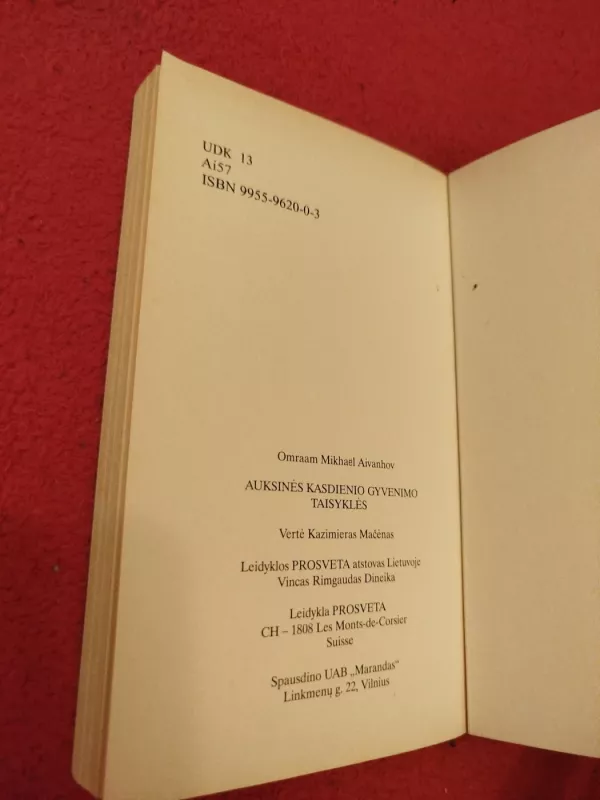 UDK 13
Ai57
ISBN 9955-9620-0-3
Omraam Mikhaël Aivanhov
AUKSINĖS KASDIENIO GYVENIMO
TAISYKLĖS
Vertė Kazimieras Mačėnas
Leidyklos PROSVETA atstovas Lietuvoje
Vincas Rimgaudas Dineika
Leidykla PROSVETA
CH – 1808 Les Monts-de-Corsier
Suisse
Spausdino UAB „Marandas“
Linkmenų g. 22, Vilnius